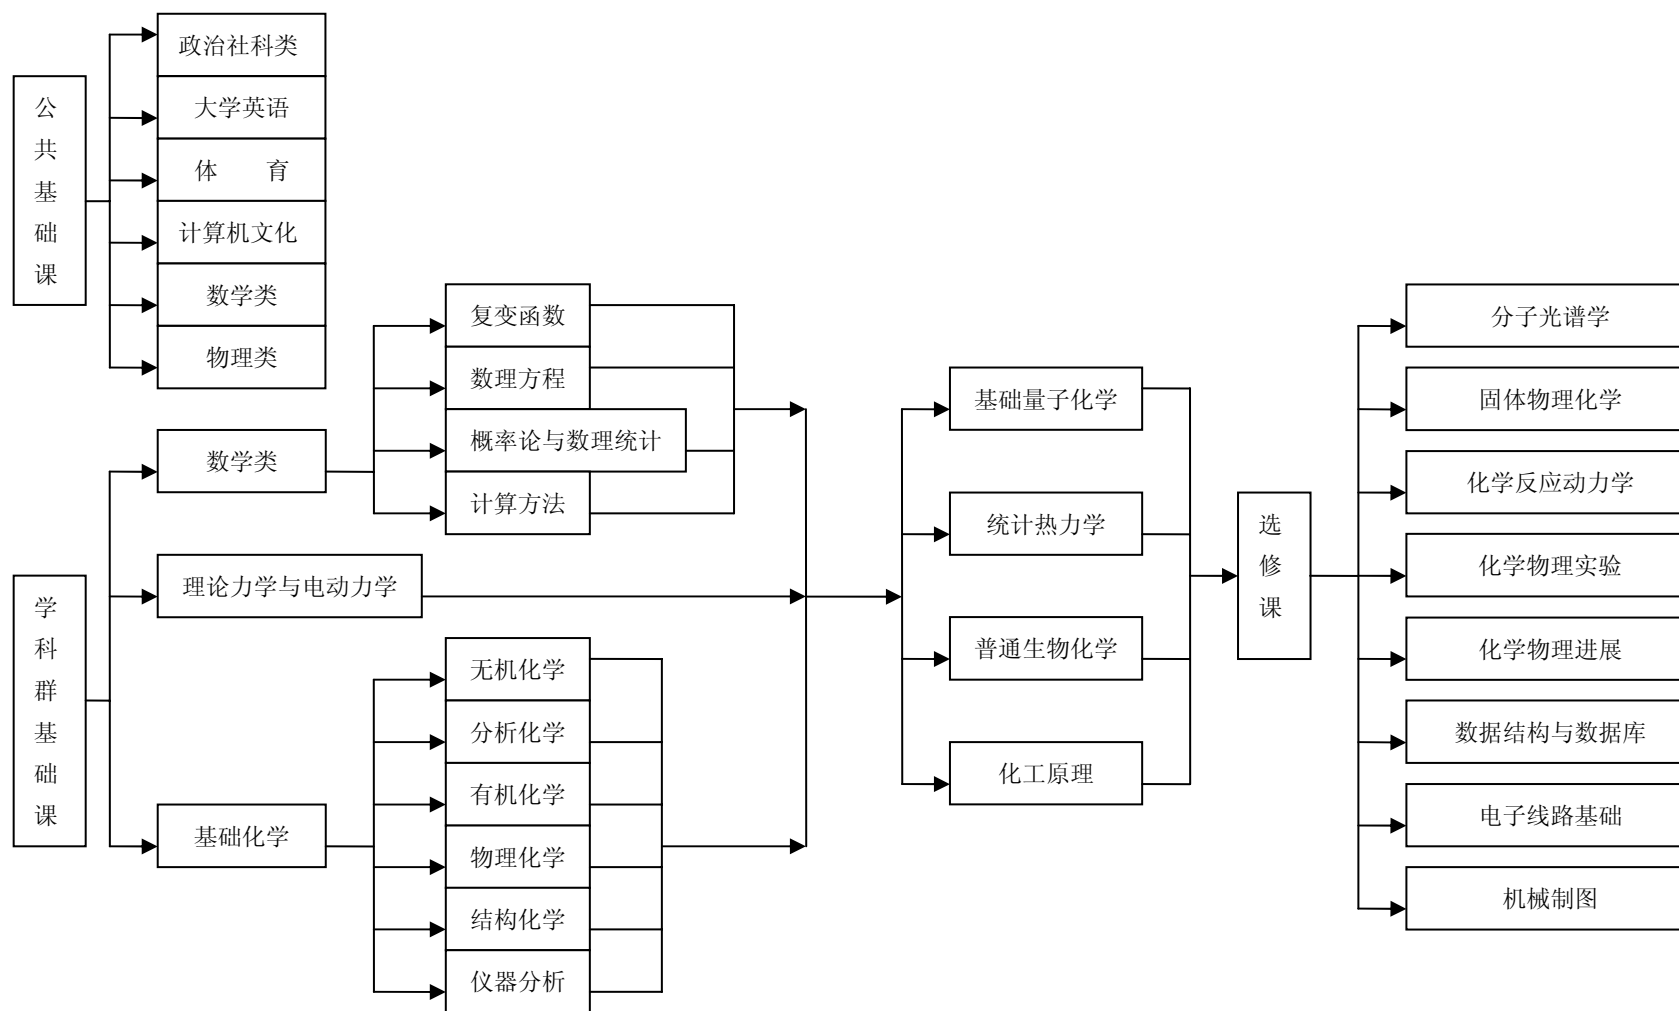 公共基础课
政治社科类
大学英语
体 育
计算机文化
数学类
物理类
学科群基础课
数学类
理论力学与电动力学
基础化学
复变函数
数理方程
概率论与数理统计
计算方法
无机化学
分析化学
有机化学
物理化学
结构化学
仪器分析
基础量子化学
统计热力学
普通生物化学
化工原理
选修课
分子光谱学
固体物理化学
化学反应动力学
化学物理实验
化学物理进展
数据结构与数据库
电子线路基础
机械制图